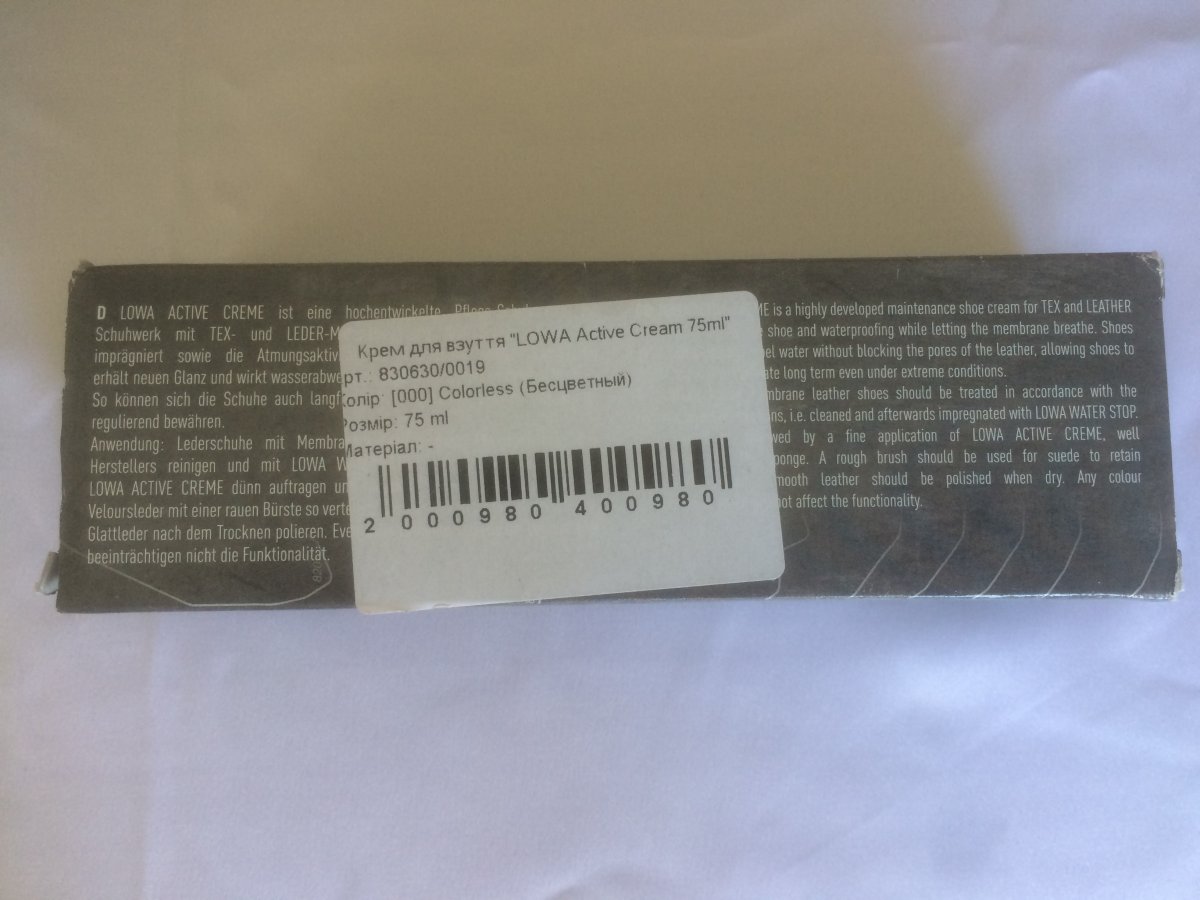 D LOWA ACTIVE CREME ist eine hochentwickelte
Schuhwerk mit TEX- und LEDER-M
imprägniert sowie die Atmungsaktiv
erhält neuen Glanz und wirkt wasserabwe
So können sich die Schuhe auch langf
regulierend bewähren.
Anwendung: Lederschuhe mit Membra
Herstellers reinigen und mit LOWA W
LOWA ACTIVE CREME dünn auftragen un
Veloursleder mit einer rauen Bürste so verte
Glattleder nach dem Trocknen polieren. Eve
beeinträchtigen nicht die Funktionalität.
Крем для взуття "LOWA Active Cream 75ml"
рт.: 830630/0019
олір: [000] Colorless (Бесцветный)
Розмір: 75 ml
Матеріал: -
2 000980 400980
ME is a highly developed maintenance shoe cream for TEX and LEATHER
shoe and waterproofing while letting the membrane breathe. Shoes
el water without blocking the pores of the leather, allowing shoes to
ate long term even under extreme conditions.
mbrane leather shoes should be treated in accordance with the
ns, i.e. cleaned and afterwards impregnated with LOWA WATER STOP.
wed by a fine application of LOWA ACTIVE CREME, well
ponge. A rough brush should be used for suede to retain
mooth leather should be polished when dry. Any colour
not affect the functionality.